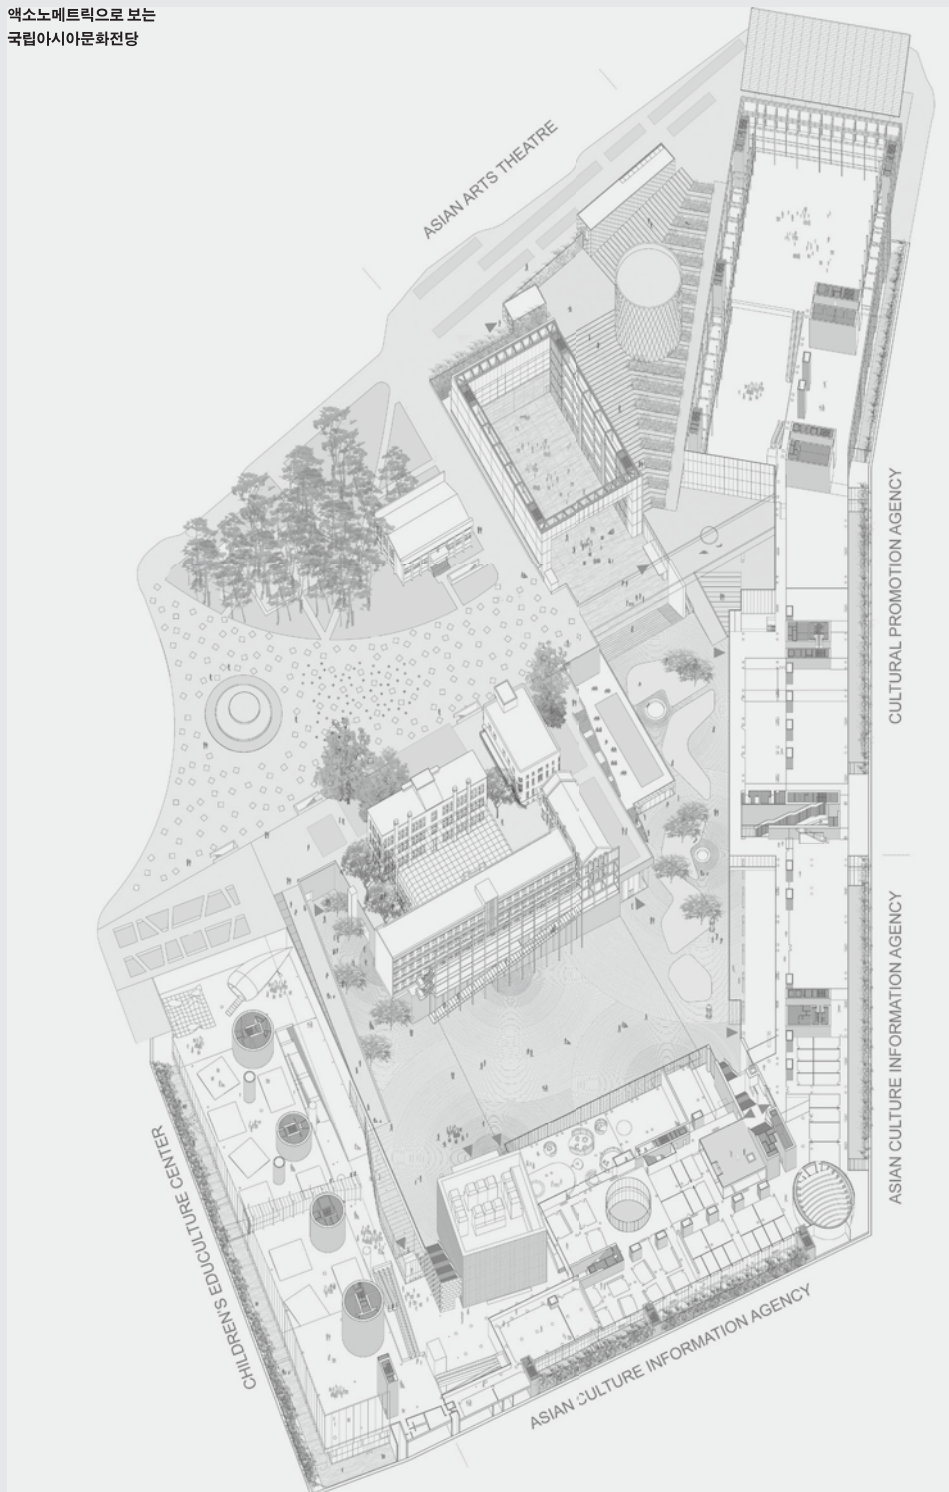 액소노메트릭으로 보는
국립아시아문화전당
ASIAN ARTS THEATRE
CULTURAL PROMOTION AGENCY
ASIAN CULTURE INFORMATION AGENCY
CHILDREN'S EDUCULTURE CENTER
ASIAN CULTURE INFORMATION AGENCY